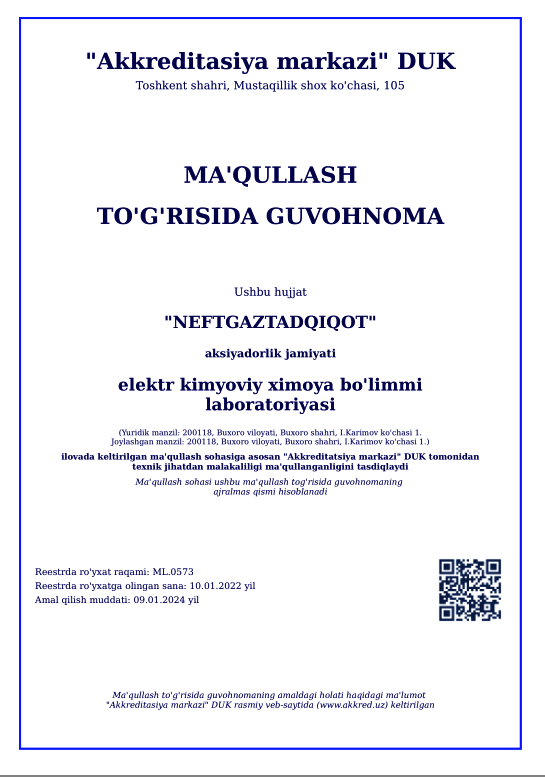 "Akkreditasiya markazi" DUK
Toshkent shahri, Mustaqillik shox ko'chasi, 105
MA'QULLASH
TO'G'RISIDA GUVOHNOMA
Ushbu hujjat
"NEFTGAZTADQIQOT"
aksiyadorlik jamiyati
elektr kimyoviy ximoya bo'limmi
laboratoriyasi
(Yuridik manzil: 200118, Buxoro viloyati, Buxoro shahri, I.Karimov ko'chasi 1.
Joylashgan manzil: 200118, Buxoro viloyati, Buxoro shahri, I.Karimov ko'chasi 1.)
ilovada keltirilgan ma'qullash sohasiga asosan "Akkreditatsiya markazi" DUK tomonidan
texnik jihatdan malakaliligi ma'qullanganligini tasdiqlaydi
Ma'qullash sohasi ushbu ma'qullash tog'risida guvohnomaning
ajralmas qismi hisoblanadi
Reestrda ro'yxat raqami: ML.0573
Reestrda ro'yxatga olingan sana: 10.01.2022 yil
Amal qilish muddati: 09.01.2024 yil
Ma'qullash to'g'risida guvohnomaning amaldagi holati haqidagi ma'lumot
"Akkreditasiya markazi" DUK rasmiy veb-saytida (www.akkred.uz) keltirilgan